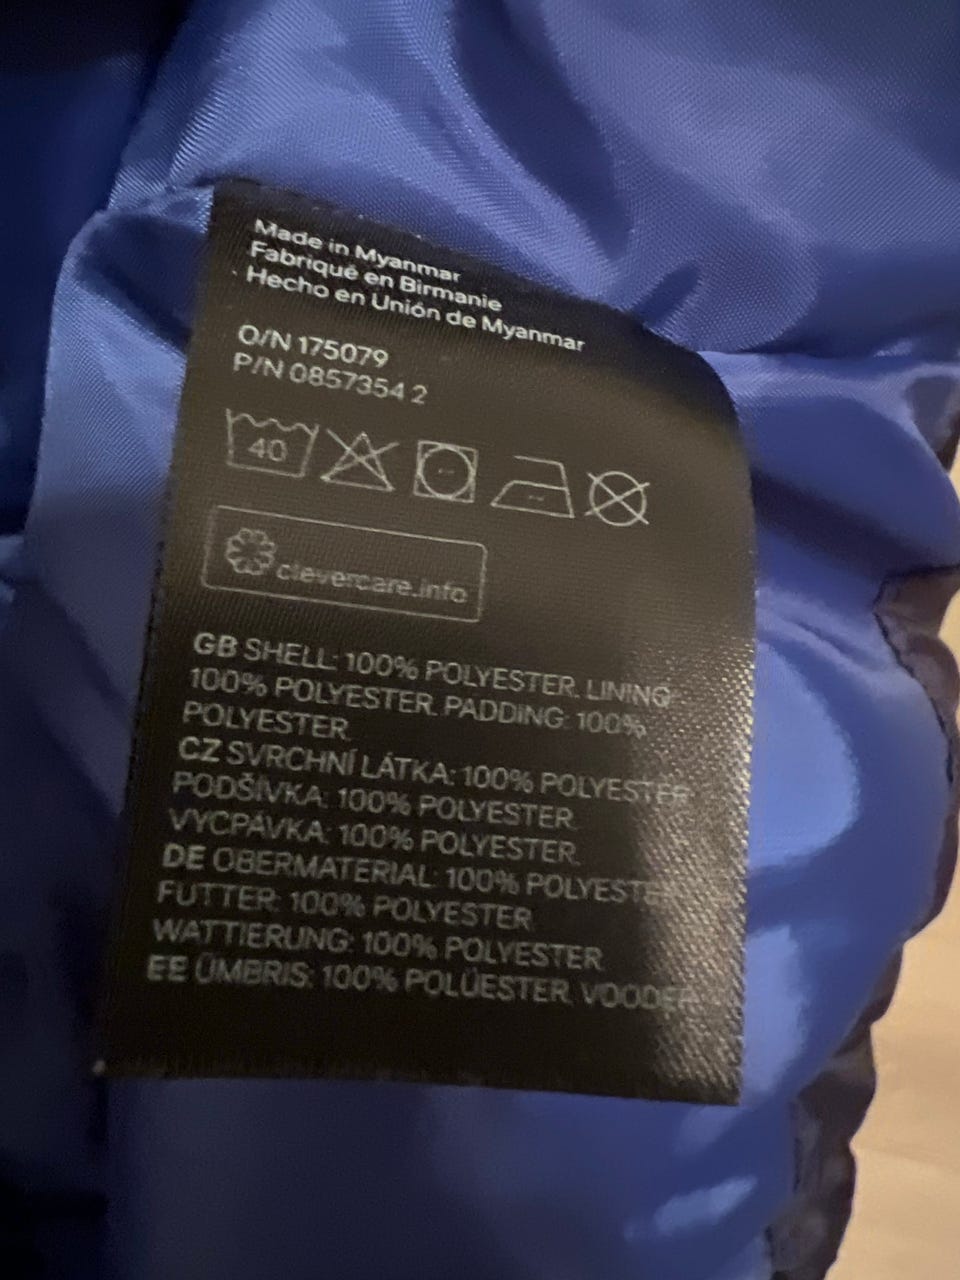 Made in Myanmar
Fabriqué en Birmanie
Hecho en Unión de Myanmar
O/N 175079
P/N 0857354 2
40
clevercare.info
GB SHELL: 100% POLYESTER. LINING:
100% POLYESTER. PADDING: 100%
POLYESTER.
CZ SVRCHNÍ LÁTKA: 100% POLYESTER.
PODŠÍVKA: 100% POLYESTER.
VYCPÁVKA: 100% POLYESTER.
DE OBERMATERIAL: 100% POLYESTER.
FUTTER: 100% POLYESTER.
WATTIERUNG: 100% POLYESTER.
EE ÜMBRIS: 100% POLÜESTER. VOODER: